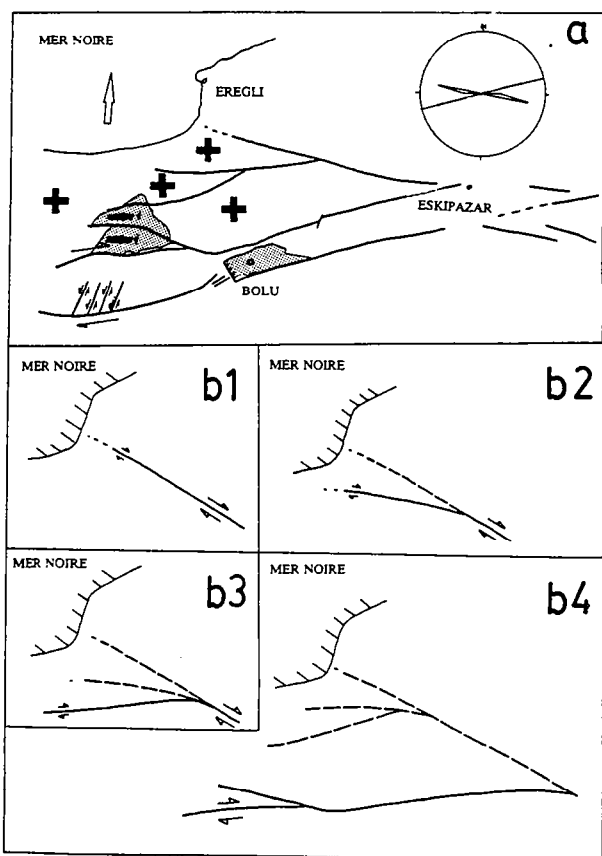 MER NOIRE
a
EREGLI
ESKIPAZAR
BOLU
MER NOIRE
b1
MER NOIRE
b2
MER NOIRE
b3
MER NOIRE
b4